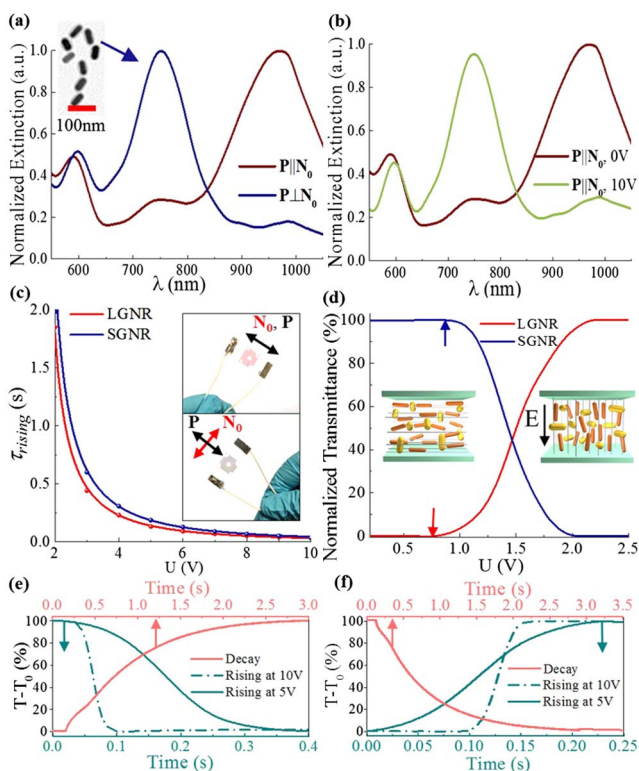 (a)
Normalized Extinction (a.u.)
1.0
0.8
0.6
0.4
0.2
0.0
100nm
P||N₀
P⊥N₀
600 700 800 900 1000
λ (nm)
(b)
Normalized Extinction (a.u.)
1.0
0.8
0.6
0.4
0.2
0.0
P||N₀, 0V
P||N₀, 10V
600 700 800 900 1000
λ (nm)
(c)
τrising (s)
2.0
1.5
1.0
0.5
0.0
LGNR
SGNR
N₀, P
P N₀
2 3 4 5 6 7 8 9 10
U (V)
(d)
Normalized Transmittance (%)
100
80
60
40
20
0
LGNR
SGNR
E
0.5 1.0 1.5 2.0 2.5
U (V)
(e)
Time (s)
0.0 0.5 1.0 1.5 2.0 2.5 3.0
T-T₀ (%)
100
80
60
40
20
0
Decay
Rising at 10V
Rising at 5V
0.0 0.1 0.2 0.3 0.4
Time (s)
(f)
Time (s)
0.0 0.5 1.0 1.5 2.0 2.5 3.0 3.5
T-T₀ (%)
100
80
60
40
20
0
Decay
Rising at 10V
Rising at 5V
0.00 0.05 0.10 0.15 0.20 0.25
Time (s)